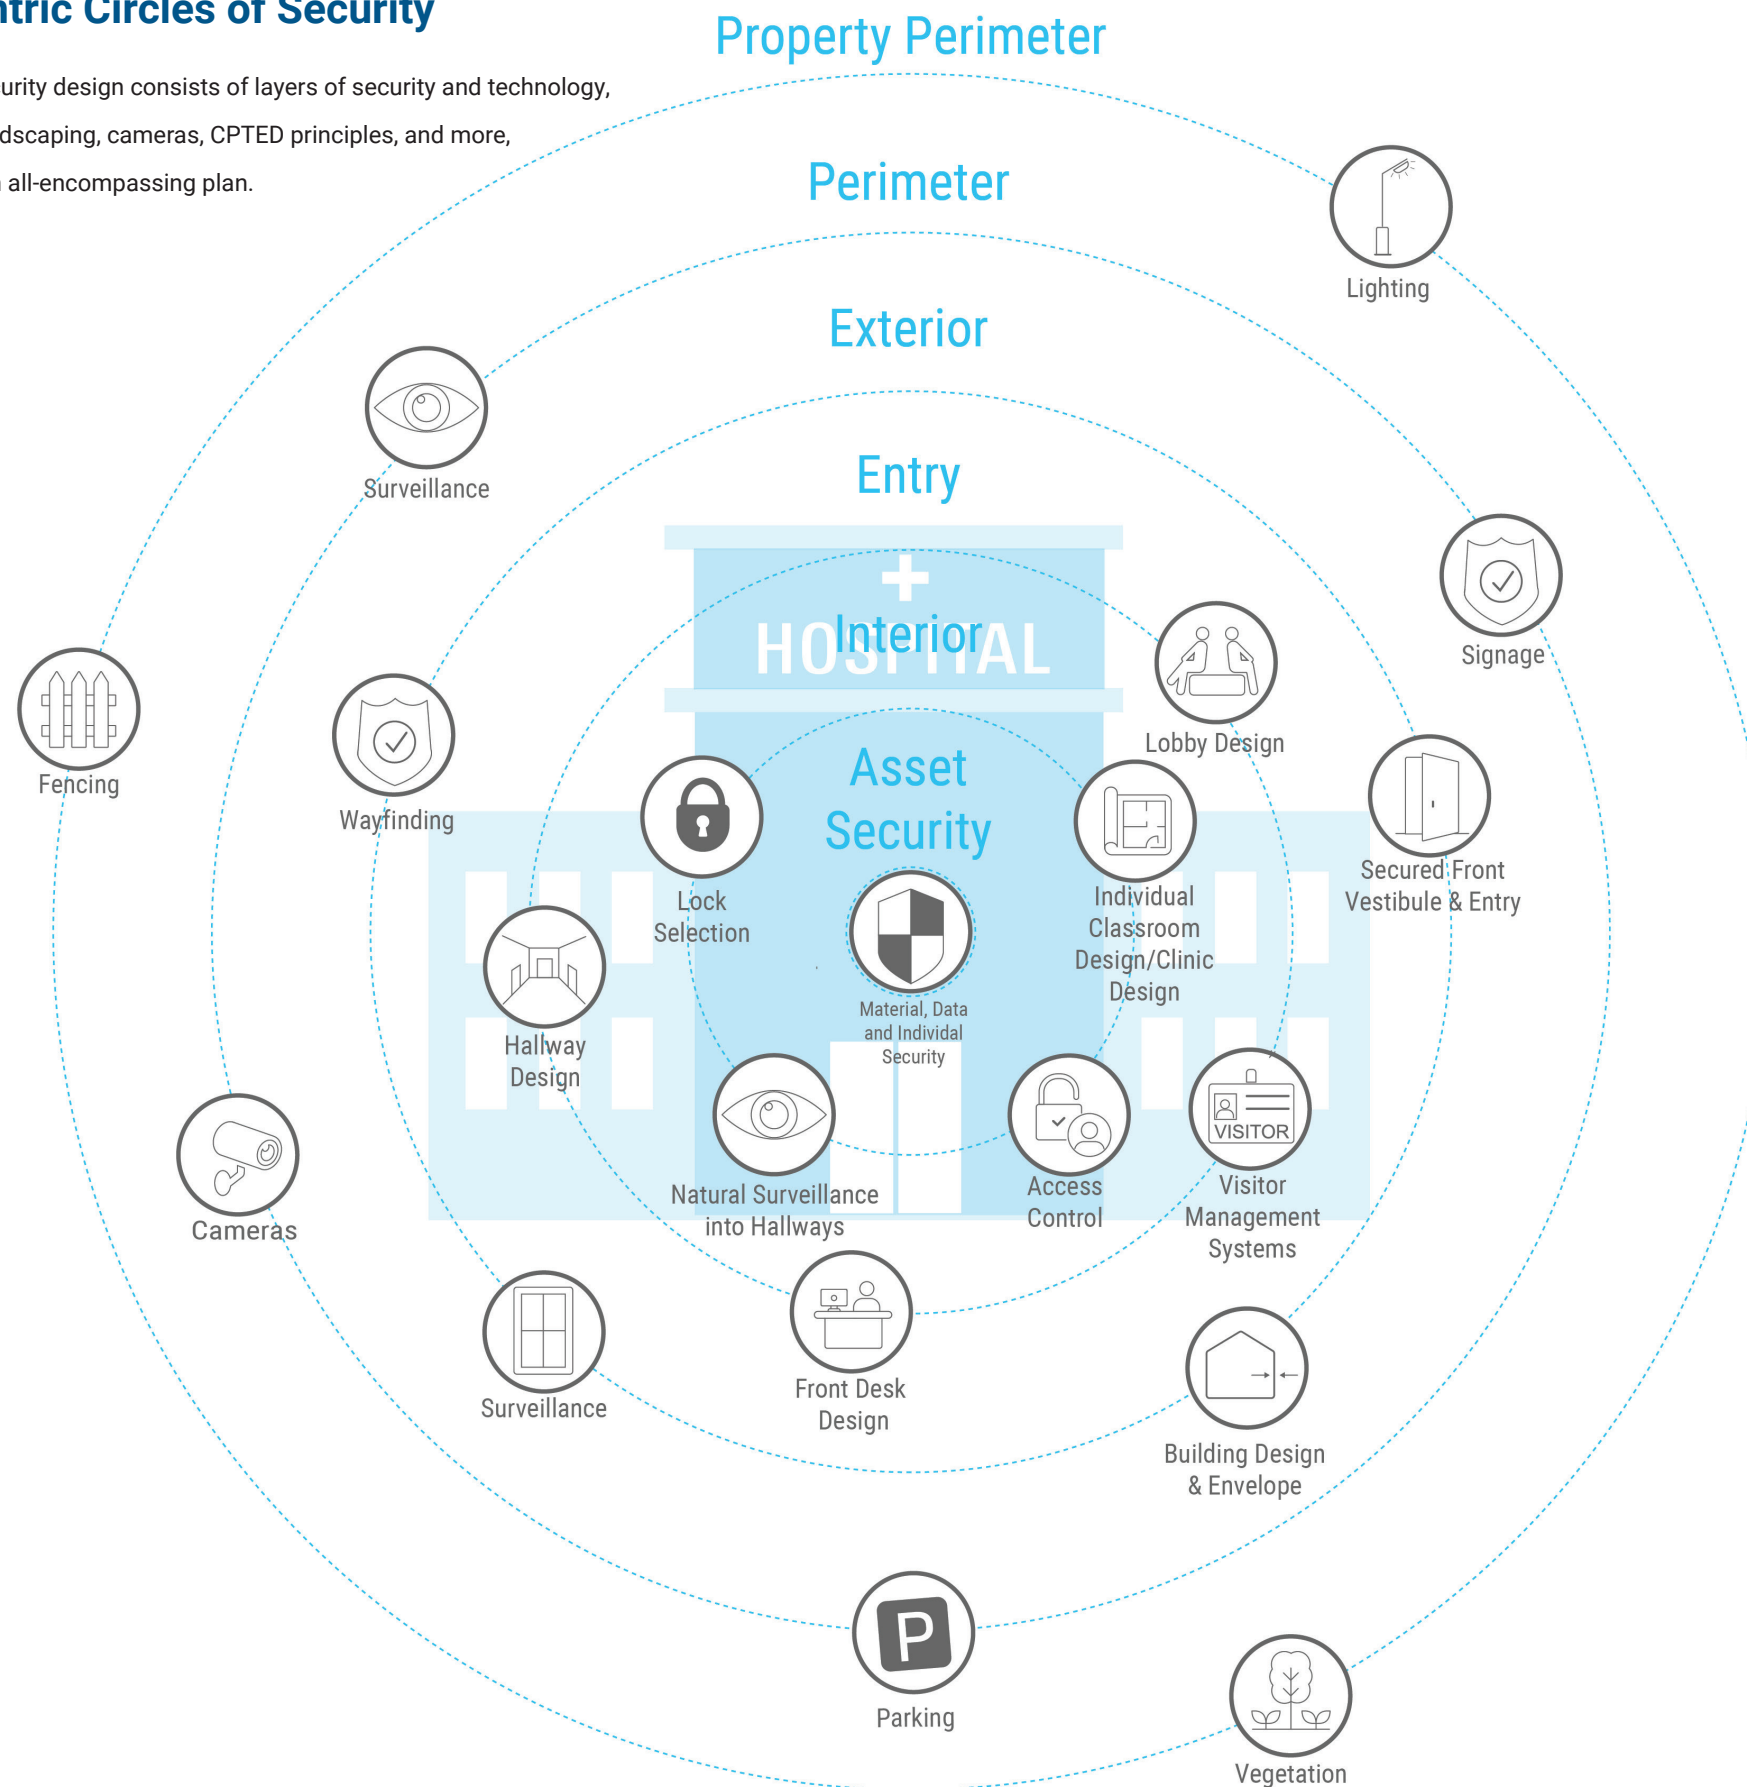 ntric Circles of Security
urity design consists of layers of security and technology,
dscaping, cameras, CPTED principles, and more,
all-encompassing plan.
Property Perimeter
Perimeter
Exterior
Entry
HOSPITAL
Interior
Asset
Security
Lighting
Surveillance
Signage
Fencing
Wayfinding
Lobby Design
Secured Front
Vestibule & Entry
Lock
Selection
Individual
Classroom
Design/Clinic
Design
Material, Data
and Individal
Security
Hallway
Design
Cameras
Natural Surveillance
into Hallways
Access
Control
VISITOR
Visitor
Management
Systems
Surveillance
Front Desk
Design
Building Design
& Envelope
P
Parking
Vegetation